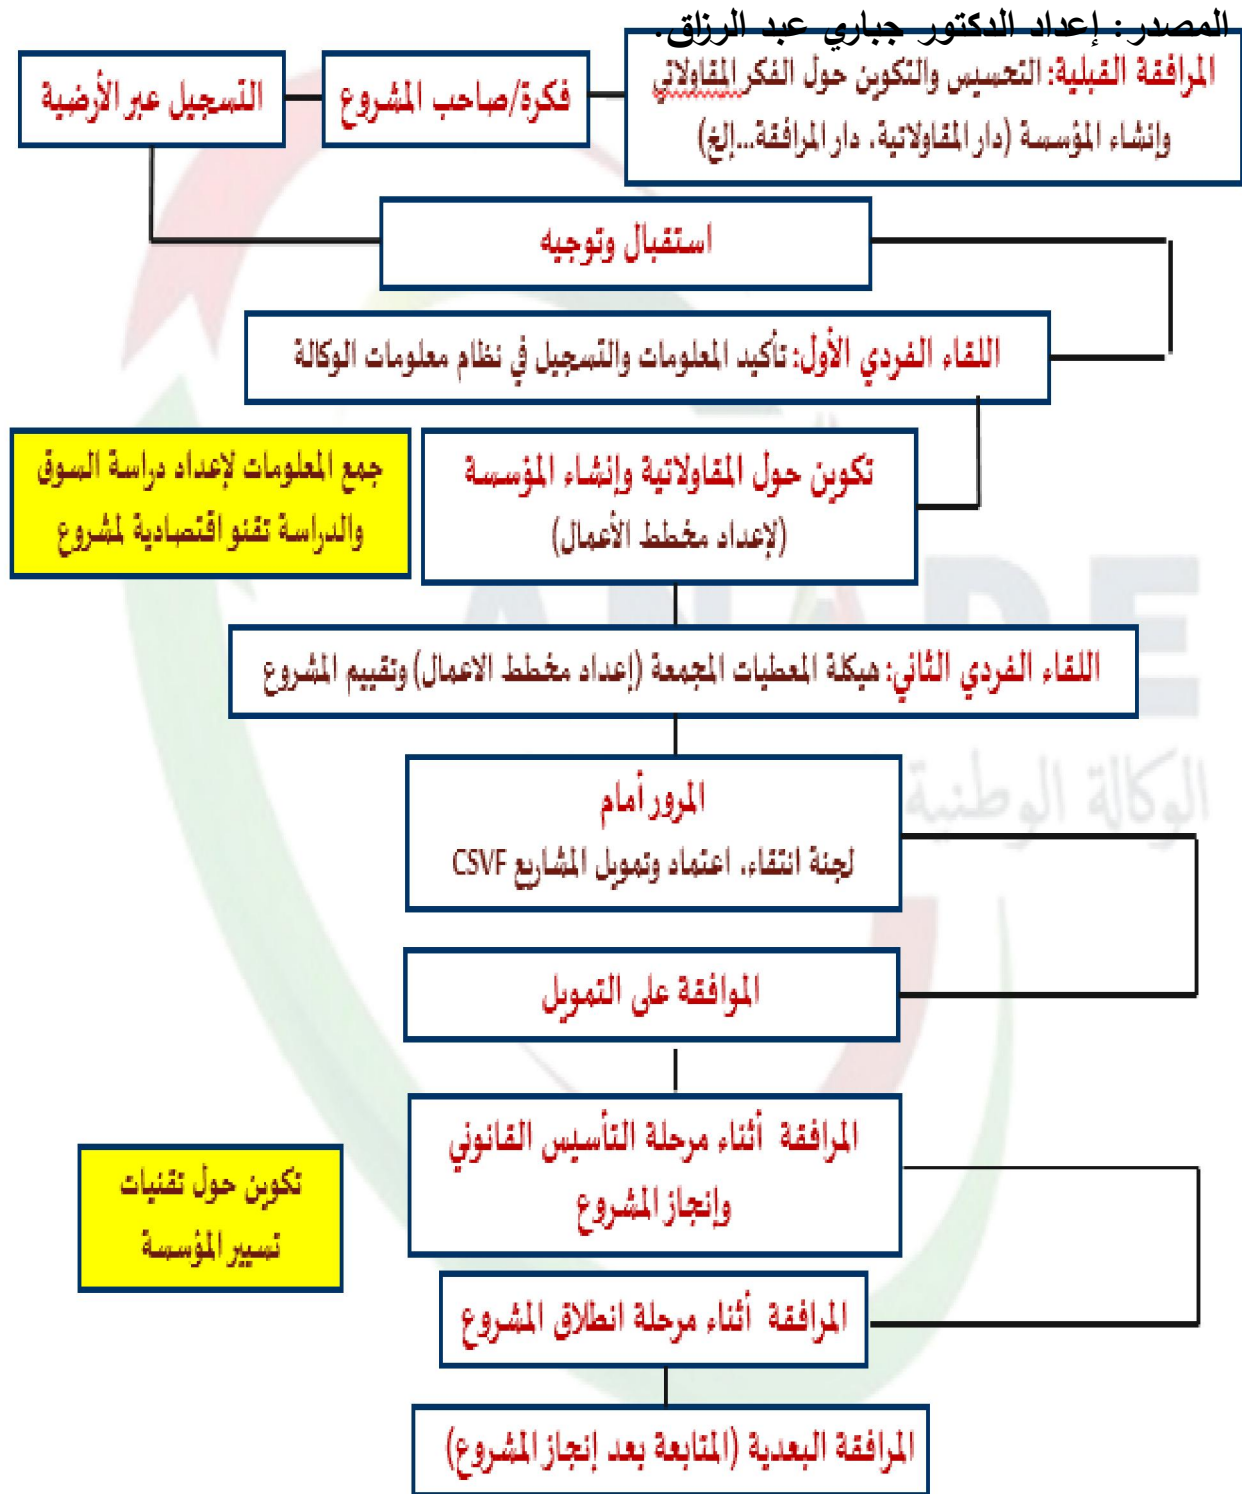 المصدر: إعداد الدكتور جباري عبد الرزاق.
المرافقة القبلية: التحسيس والتكوين حول الفكر المقاولاتي
وإنشاء المؤسسة (دار المقاولاتية، دار المرافقة...إلخ)
فكرة/صاحب المشروع
التسجيل عبر الأرضية
استقبال وتوجيه
اللقاء الفردي الأول: تأكيد المعلومات والتسجيل في نظام معلومات الوكالة
تكوين حول المقاولاتية وإنشاء المؤسسة
(لإعداد مخطط الأعمال)
جمع المعلومات لإعداد دراسة السوق
والدراسة تقنو اقتصادية لمشروع
اللقاء الفردي الثاني: هيكلة المعطيات المجمعة (إعداد مخطط الاعمال) وتقييم المشروع
المرور أمام
لجنة انتقاء، اعتماد وتمويل المشاريع CSVF
الموافقة على التمويل
المرافقة أثناء مرحلة التأسيس القانوني
وإنجاز المشروع
تكوين حول تقنيات
تسيير المؤسسة
المرافقة أثناء مرحلة انطلاق المشروع
المرافقة البعدية (المتابعة بعد إنجاز المشروع)
ANADE
الوكالة الوطنية